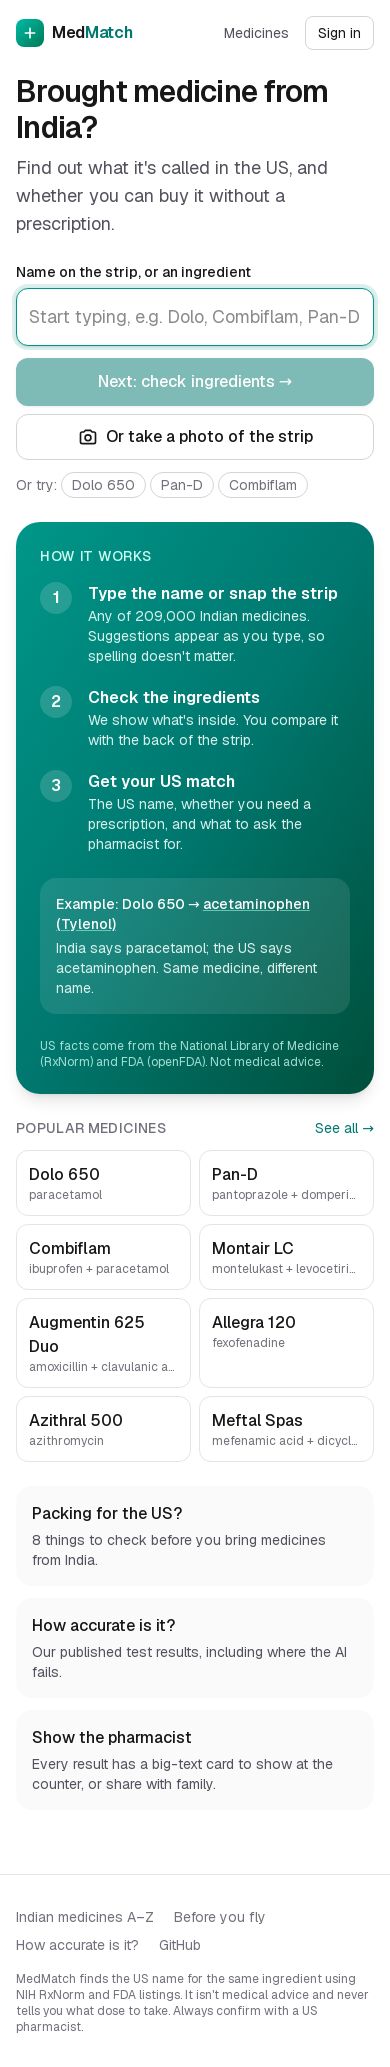 MedMatch
Medicines
Sign in
Brought medicine from
India?
Find out what it's called in the US, and
whether you can buy it without a
prescription.
Name on the strip, or an ingredient
Start typing, e.g. Dolo, Combiflam, Pan-D
Next: check ingredients →
Or take a photo of the strip
Or try: Dolo 650 Pan-D Combiflam
HOW IT WORKS
1 Type the name or snap the strip
Any of 209,000 Indian medicines.
Suggestions appear as you type, so
spelling doesn't matter.
2 Check the ingredients
We show what's inside. You compare it
with the back of the strip.
3 Get your US match
The US name, whether you need a
prescription, and what to ask the
pharmacist for.
Example: Dolo 650 → acetaminophen
(Tylenol)
India says paracetamol; the US says
acetaminophen. Same medicine, different
name.
US facts come from the National Library of Medicine
(RxNorm) and FDA (openFDA). Not medical advice.
POPULAR MEDICINES
See all →
Dolo 650
paracetamol
Pan-D
pantoprazole + domperi...
Combiflam
ibuprofen + paracetamol
Montair LC
montelukast + levocetiri...
Augmentin 625
Duo
amoxicillin + clavulanic a...
Allegra 120
fexofenadine
Azithral 500
azithromycin
Meftal Spas
mefenamic acid + dicycl...
Packing for the US?
8 things to check before you bring medicines
from India.
How accurate is it?
Our published test results, including where the AI
fails.
Show the pharmacist
Every result has a big-text card to show at the
counter, or share with family.
Indian medicines A–Z
Before you fly
How accurate is it?
GitHub
MedMatch finds the US name for the same ingredient using
NIH RxNorm and FDA listings. It isn't medical advice and never
tells you what dose to take. Always confirm with a US
pharmacist.